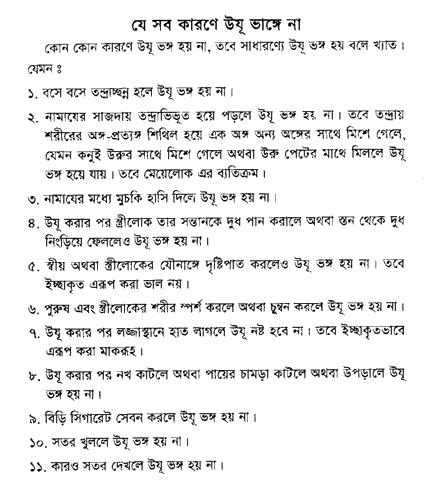 যে সব কারণে উযূ ভাঙ্গে না
কোন কোন কারণে উযূ ভঙ্গ হয় না, তবে সাধারণ্যে উযূ ভঙ্গ হয় বলে খ্যাত।
যেমন ঃ
১. বসে বসে তন্দ্রাচ্ছন্ন হলে উযূ ভঙ্গ হয় না।
২. নামাযের সাজদায় তন্দ্রাভিভূত হয়ে পড়লে উযূ ভঙ্গ হয় না। তবে তন্দ্রায়
শরীরের অঙ্গ-প্রত্যঙ্গ শিথিল হয়ে এক অঙ্গ অন্য অঙ্গের সাথে মিশে গেলে,
যেমন কনুই উরুর সাথে মিশে গেলে অথবা উরু পেটের মাথে মিললে উযূ
ভঙ্গ হয়ে যায়। তবে মেয়েলোক এর ব্যতিক্রম।
৩. নামাযের মধ্যে মুচকি হাসি দিলে উযূ ভঙ্গ হয় না।
৪. উযূ করার পর স্ত্রীলোক তার সন্তানকে দুধ পান করালে অথবা স্তন থেকে দুধ
নিংড়িয়ে ফেললেও উযূ ভঙ্গ হয় না।
৫. স্বীয় অথবা স্ত্রীলোকের যৌনাঙ্গে দৃষ্টিপাত করলেও উযূ ভঙ্গ হয় না। তবে
ইচ্ছাকৃত এরূপ করা ভাল নয়।
৬. পুরুষ এবং স্ত্রীলোকের শরীর স্পর্শ করলে অথবা চুম্বন করলে উযূ ভঙ্গ হয় না।
৭. উযূ করার পর লজ্জাস্থানে হাত লাগলে উযূ নষ্ট হবে না। তবে ইচ্ছাকৃতভাবে
এরূপ করা মাকরূহ।
৮. উযূ করার পর নখ কাটলে অথবা পায়ের চামড়া কাটলে অথবা উপড়ালে উযূ
ভঙ্গ হয় না।
৯. বিড়ি সিগারেট সেবন করলে উযূ ভঙ্গ হয় না।
১০. সতর খুললে উযূ ভঙ্গ হয় না।
১১. কারও সতর দেখলে উযূ ভঙ্গ হয় না।